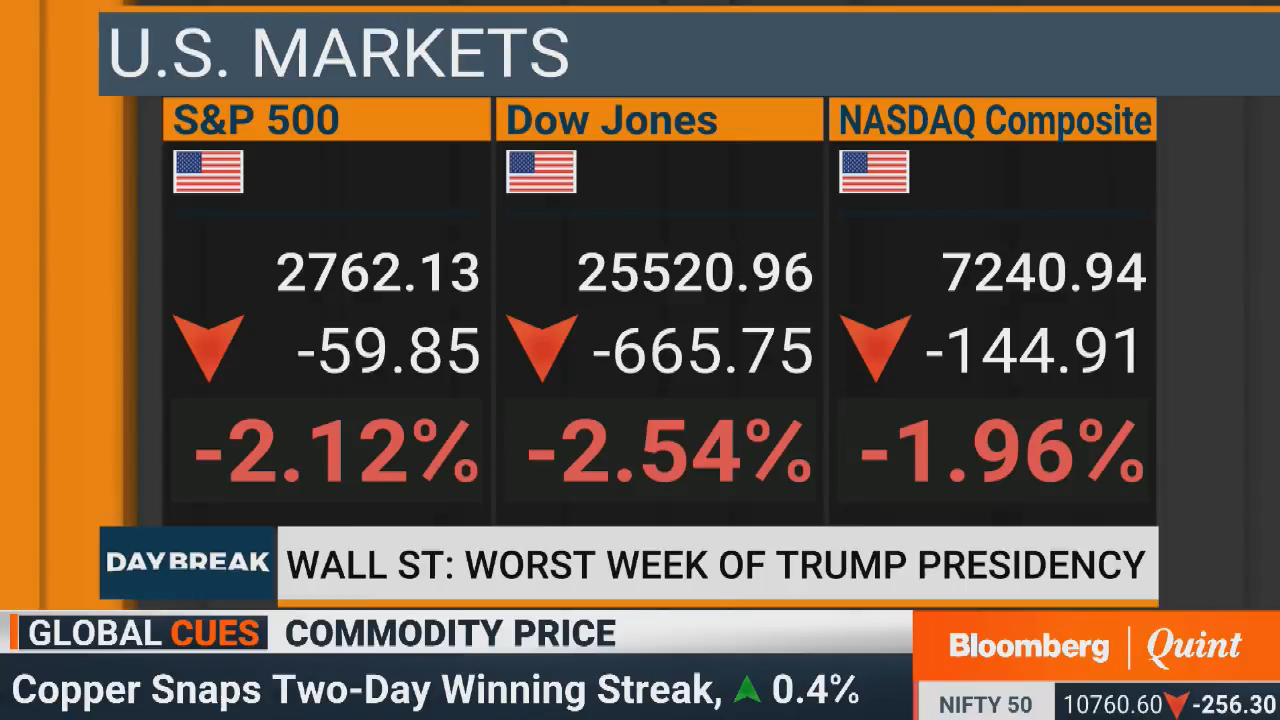 U.S. MARKETS
S&P 500
2762.13
-59.85
-2.12%
Dow Jones
25520.96
-665.75
-2.54%
NASDAQ Composite
7240.94
-144.91
-1.96%
DAYBREAK
WALL ST: WORST WEEK OF TRUMP PRESIDENCY
GLOBAL CUES
COMMODITY PRICE
Copper Snaps Two-Day Winning Streak, ▲ 0.4%
Bloomberg | Quint
NIFTY 50
10760.60 ▼ -256.30